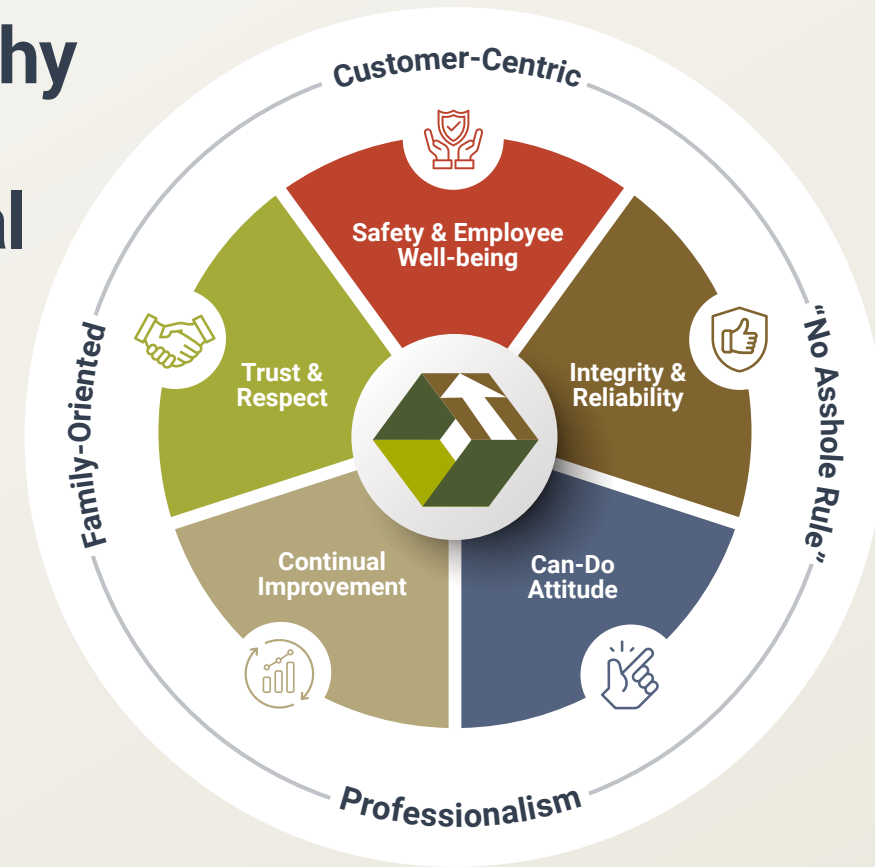 hy
al
Customer-Centric
Safety & Employee
Well-being
Trust &
Respect
Integrity &
Reliability
Family-Oriented
“No Asshole Rule”
Continual
Improvement
Can-Do
Attitude
Professionalism